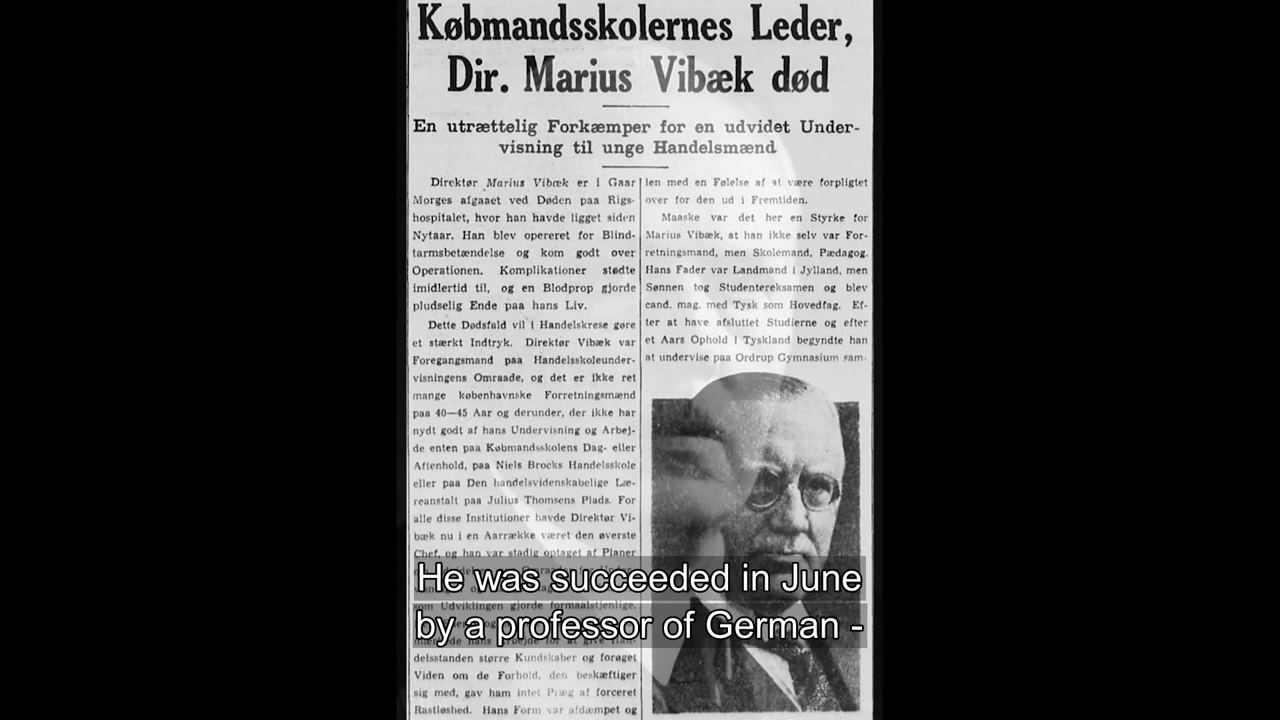 Købmandsskolernes Leder,
Dir. Marius Vibæk død
En utrættelig Forkæmper for en udvidet Under-
visning til unge Handelsmænd
Direktør Marius Vibæk er i Gaar
Morges afgaaet ved Døden paa Rigs-
hospitalet, hvor han havde ligget siden
Nytaar. Han blev opereret for Blind-
tarmsbetændelse og kom godt over
Operationen. Komplikationer stødte
imidlertid til, og en Blodprop gjorde
pludselig Ende paa hans Liv.
Dette Dødsfald vil i Handelskrese gøre
et stærkt Indtryk. Direktør Vibæk var
Foregangsmand paa Handelsskoleunder-
visningens Omraade, og det er ikke ret
mange københavnske Forretningsmænd
paa 40—45 Aar og derunder, der ikke har
nydt godt af hans Undervisning og Arbej-
de enten paa Købmandsskolens Dag- eller
Aftenhold, paa Niels Brocks Handelsskole
eller paa Den handelsvidenskabelige Læ-
reanstalt paa Julius Thomsens Plads. For
alle disse Institutioner havde Direktør Vi-
bæk nu i en Aarrække været den øverste
Chef, og han var stadig optaget af Planer
som Udviklingen gjorde formaalstjenlige.
delsstanden større Kundskaber og forøget
Viden om de Forhold, den beskæftiger
sig med, gav ham intet Præg af forceret
Rastløshed. Hans Form var afdæmpet og
len med en Følelse af at være forpligtet
over for den ud i Fremtiden.
Maaske var det her en Styrke for
Marius Vibæk, at han ikke selv var For-
retningsmand, men Skolemand, Pædagog.
Hans Fader var Landmand i Jylland, men
Sønnen tog Studentereksamen og blev
cand. mag. med Tysk som Hovedfag. Ef-
ter at have afsluttet Studierne og efter
et Aars Ophold i Tyskland begyndte han
at undervise paa Ordrup Gymnasium sam-
He was succeeded in June
by a professor of German -